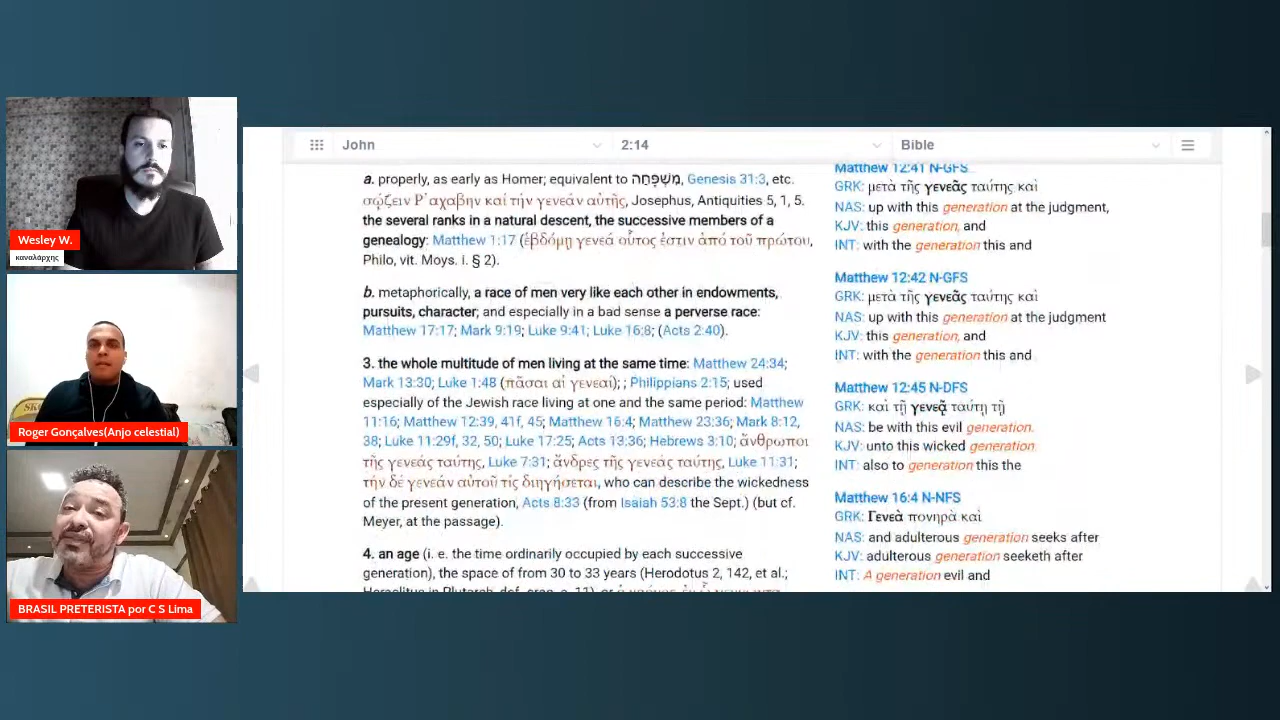 Wesley W.
καναλάρχης
Roger Gonçalves(Anjo celestial)
BRASIL PRETERISTA por C S Lima
John
2:14
Bible
a. properly, as early as Homer; equivalent to מִשְׁפָּחָה, Genesis 31:3, etc.
σῴζειν Ῥαχαβην καί τήν γενεάν αὐτῆς, Josephus, Antiquities 5, 1, 5.
the several ranks in a natural descent, the successive members of a
genealogy: Matthew 1:17 (ἑβδόμη γενεά οὗτος ἐστιν ἀπό τοῦ πρώτου,
Philo, vit. Moys. i. § 2).
b. metaphorically, a race of men very like each other in endowments,
pursuits, character; and especially in a bad sense a perverse race:
Matthew 17:17; Mark 9:19; Luke 9:41; Luke 16:8; (Acts 2:40).
3. the whole multitude of men living at the same time: Matthew 24:34;
Mark 13:30; Luke 1:48 (πᾶσαι αἱ γενεαί); ; Philippians 2:15; used
especially of the Jewish race living at one and the same period: Matthew
11:16; Matthew 12:39, 41f, 45; Matthew 16:4; Matthew 23:36; Mark 8:12,
38; Luke 11:29f, 32, 50; Luke 17:25; Acts 13:36; Hebrews 3:10; ἄνθρωποι
τῆς γενεάς ταύτης, Luke 7:31; ἄνδρες τῆς γενεάς ταύτης, Luke 11:31;
τήν δέ γενεάν αὐτοῦ τίς διηγήσεται, who can describe the wickedness
of the present generation, Acts 8:33 (from Isaiah 53:8 the Sept.) (but cf.
Meyer, at the passage).
4. an age (i. e. the time ordinarily occupied by each successive
generation), the space of from 30 to 33 years (Herodotus 2, 142, et al.;
Matthew 12:41 N-GFS
GRK: μετὰ τῆς γενεᾶς ταύτης καὶ
NAS: up with this generation at the judgment,
KJV: this generation, and
INT: with the generation this and
Matthew 12:42 N-GFS
GRK: μετὰ τῆς γενεᾶς ταύτης καὶ
NAS: up with this generation at the judgment
KJV: this generation, and
INT: with the generation this and
Matthew 12:45 N-DFS
GRK: καὶ τῇ γενεᾷ ταύτῃ τῇ
NAS: be with this evil generation.
KJV: unto this wicked generation
INT: also to generation this the
Matthew 16:4 N-NFS
GRK: Γενεὰ πονηρὰ καὶ
NAS: and adulterous generation seeks after
KJV: adulterous generation seeketh after
INT: A generation evil and